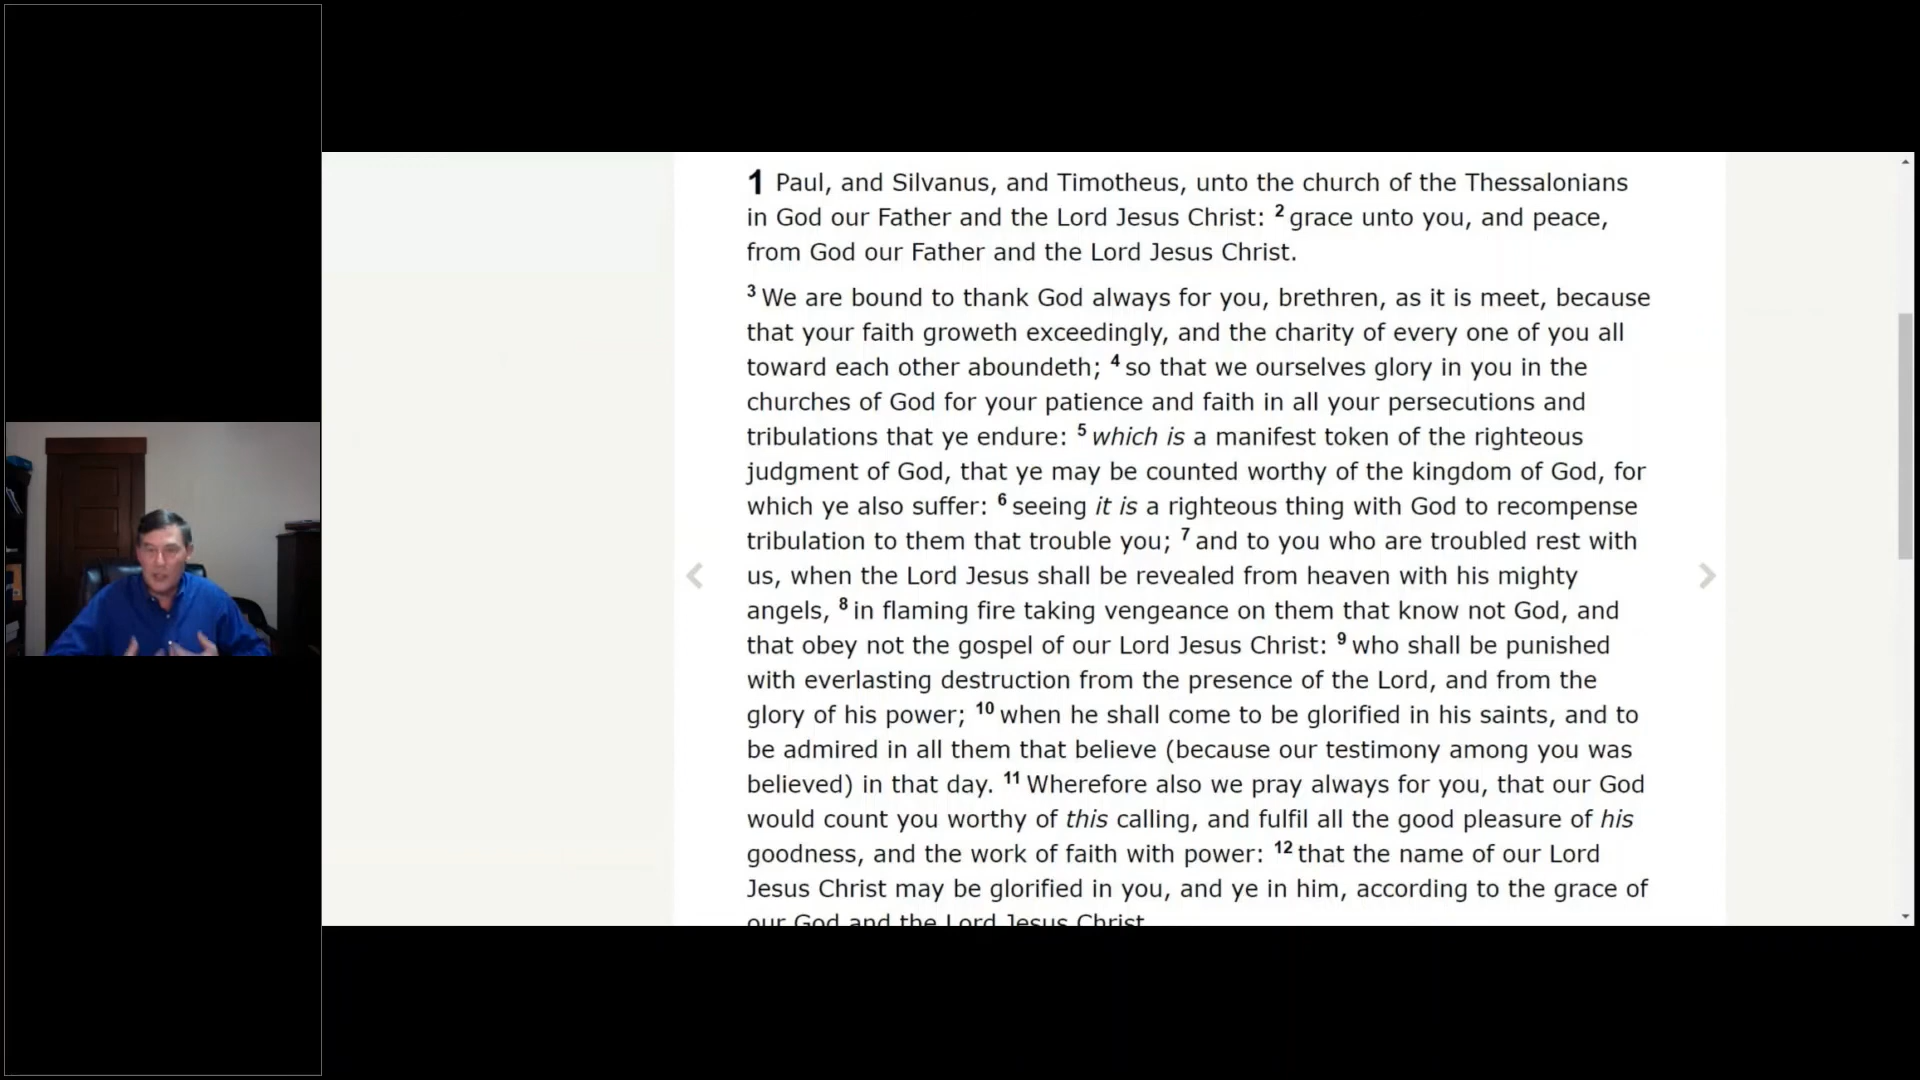 1 Paul, and Silvanus, and Timotheus, unto the church of the Thessalonians
in God our Father and the Lord Jesus Christ: 2 grace unto you, and peace,
from God our Father and the Lord Jesus Christ.
3 We are bound to thank God always for you, brethren, as it is meet, because
that your faith groweth exceedingly, and the charity of every one of you all
toward each other aboundeth; 4 so that we ourselves glory in you in the
churches of God for your patience and faith in all your persecutions and
tribulations that ye endure: 5 which is a manifest token of the righteous
judgment of God, that ye may be counted worthy of the kingdom of God, for
which ye also suffer: 6 seeing it is a righteous thing with God to recompense
tribulation to them that trouble you; 7 and to you who are troubled rest with
us, when the Lord Jesus shall be revealed from heaven with his mighty
angels, 8 in flaming fire taking vengeance on them that know not God, and
that obey not the gospel of our Lord Jesus Christ: 9 who shall be punished
with everlasting destruction from the presence of the Lord, and from the
glory of his power; 10 when he shall come to be glorified in his saints, and to
be admired in all them that believe (because our testimony among you was
believed) in that day. 11 Wherefore also we pray always for you, that our God
would count you worthy of this calling, and fulfil all the good pleasure of his
goodness, and the work of faith with power: 12 that the name of our Lord
Jesus Christ may be glorified in you, and ye in him, according to the grace of
our God and the Lord Jesus Christ.